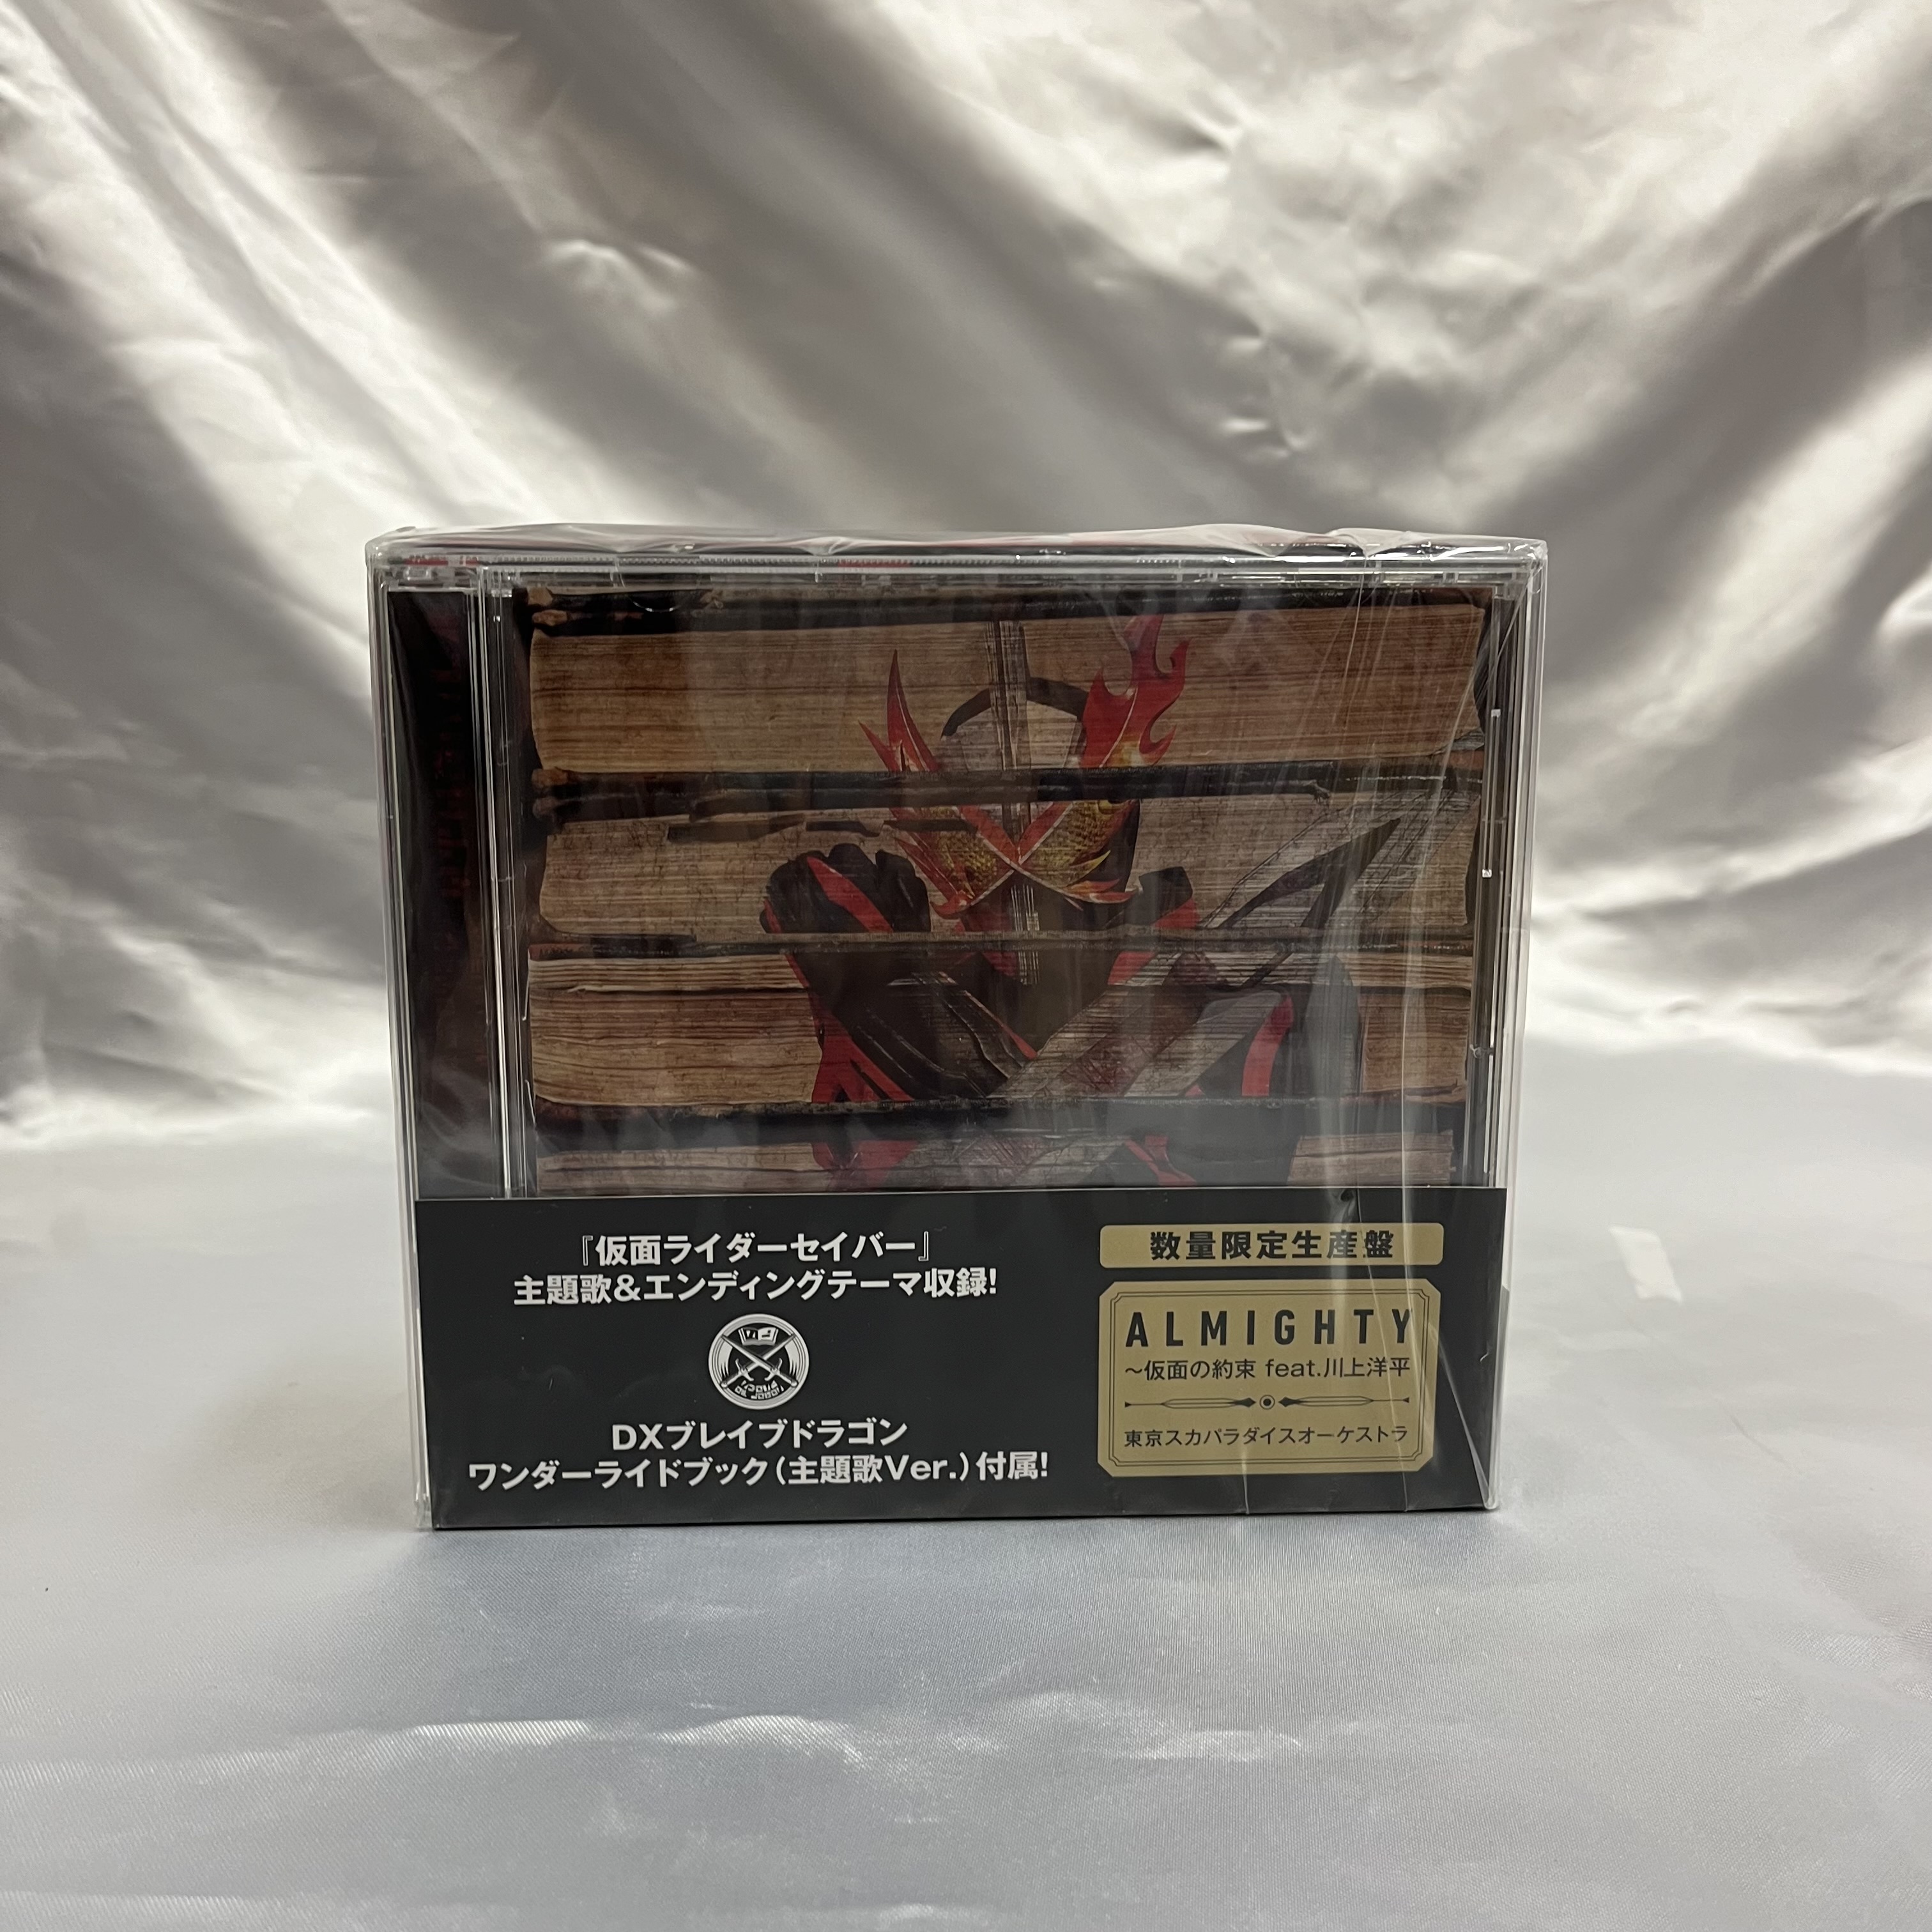 『仮面ライダーセイバー』
主題歌&エンディングテーマ収録!
DXブレイブドラゴン
ワンダーライドブック(主題歌Ver.)付属!
数量限定生産盤
ALMIGHTY
～仮面の約束 feat.川上洋平
東京スカパラダイスオーケストラ